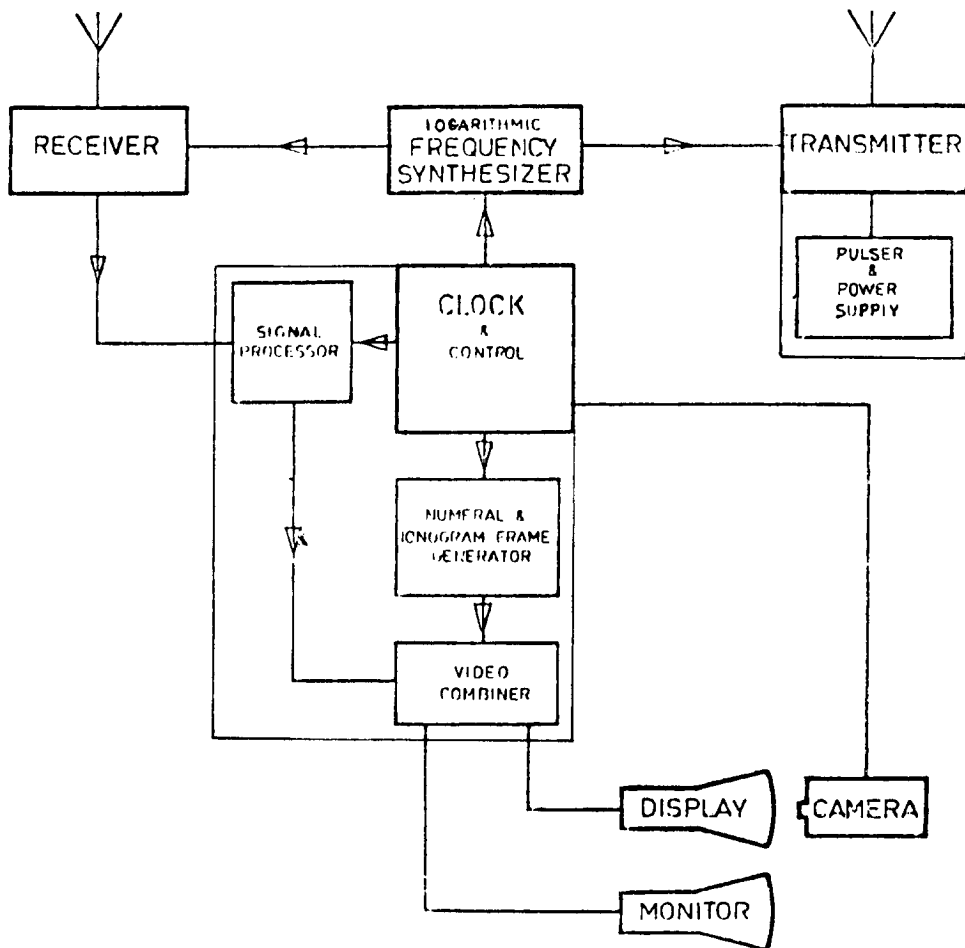 RECEIVER
LOGARITHMIC
FREQUENCY
SYNTHESIZER
TRANSMITTER
PULSER
&
POWER
SUPPLY
CLOCK
&
CONTROL
SIGNAL
PROCESSOR
NUMERAL &
IONOGRAM FRAME
GENERATOR
VIDEO
COMBINER
DISPLAY
CAMERA
MONITOR